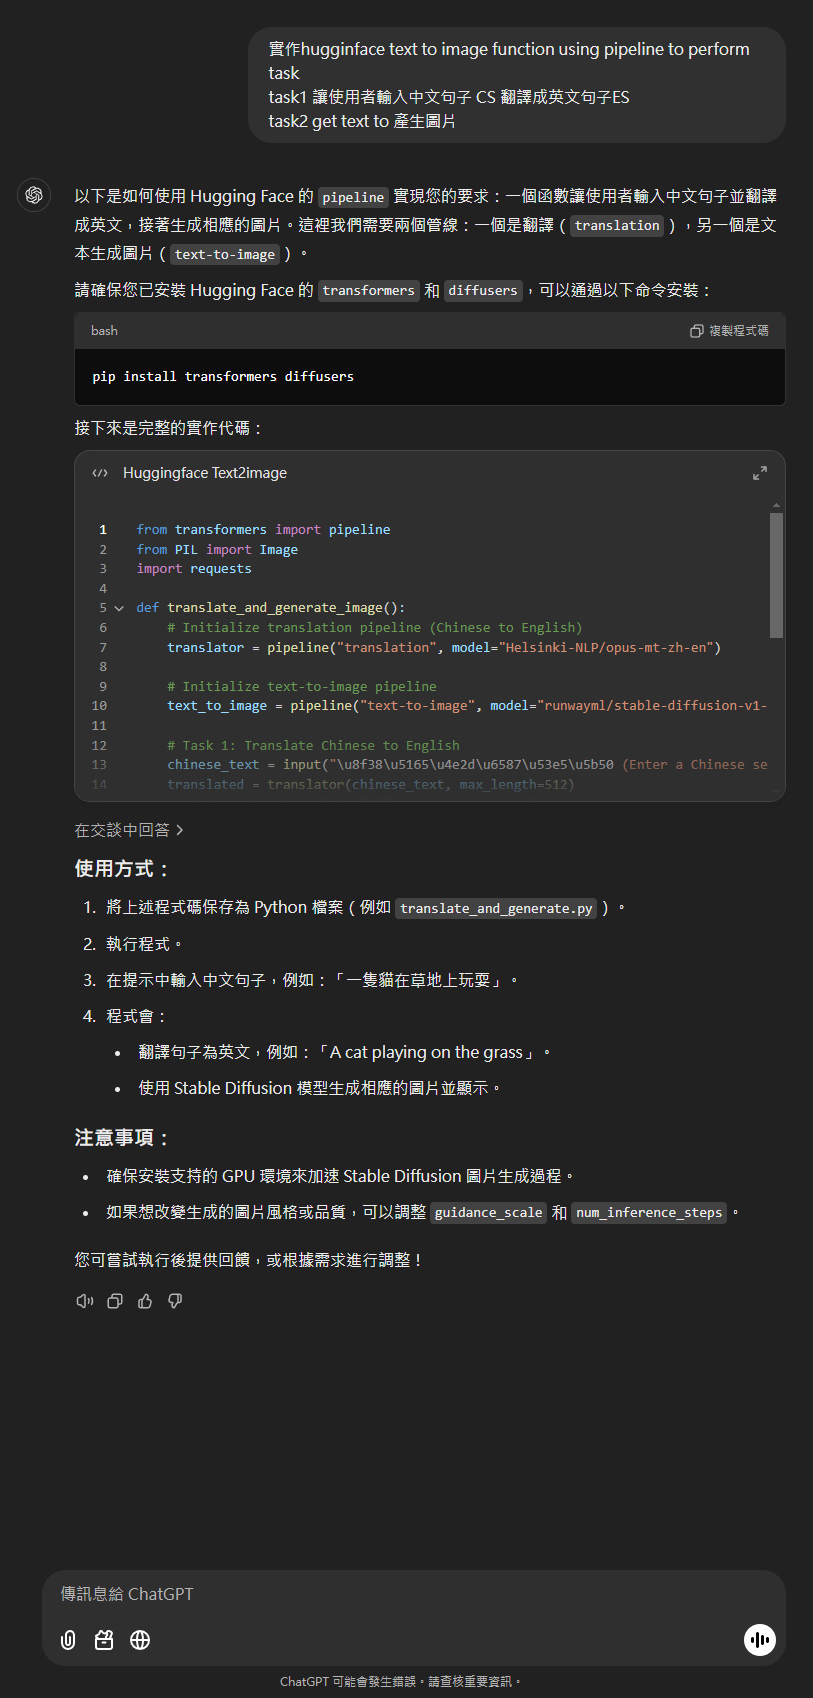 實作hugginface text to image function using pipeline to perform
task
task1 讓使用者輸入中文句子 CS 翻譯成英文句子ES
task2 get text to 產生圖片
以下是如何使用 Hugging Face 的 pipeline 實現您的要求：一個函數讓使用者輸入中文句子並翻譯
成英文，接著生成相應的圖片。這裡我們需要兩個管線：一個是翻譯（translation），另一個是文
本生成圖片（text-to-image）。
請確保您已安裝 Hugging Face 的 transformers 和 diffusers，可以通過以下命令安裝：
bash
複製程式碼
pip install transformers diffusers
接下來是完整的實作代碼：
Huggingface Text2image
1 from transformers import pipeline
2 from PIL import Image
3 import requests
4
5 def translate_and_generate_image():
6 # Initialize translation pipeline (Chinese to English)
7 translator = pipeline("translation", model="Helsinki-NLP/opus-mt-zh-en")
8
9 # Initialize text-to-image pipeline
10 text_to_image = pipeline("text-to-image", model="runwayml/stable-diffusion-v1-
11
12 # Task 1: Translate Chinese to English
13 chinese_text = input("\u8f38\u5165\u4e2d\u6587\u53e5\u5b50 (Enter a Chinese se
14 translated = translator(chinese_text, max_length=512)
在交談中回答
使用方式：
1. 將上述程式碼保存為 Python 檔案（例如 translate_and_generate.py）。
2. 執行程式。
3. 在提示中輸入中文句子，例如：「一隻貓在草地上玩耍」。
4. 程式會：
• 翻譯句子為英文，例如：「A cat playing on the grass」。
• 使用 Stable Diffusion 模型生成相應的圖片並顯示。
注意事項：
• 確保安裝支持的 GPU 環境來加速 Stable Diffusion 圖片生成過程。
• 如果想改變生成的圖片風格或品質，可以調整 guidance_scale 和 num_inference_steps。
您可嘗試執行後提供回饋，或根據需求進行調整！
傳訊息給 ChatGPT
ChatGPT 可能會發生錯誤。請查核重要資訊。